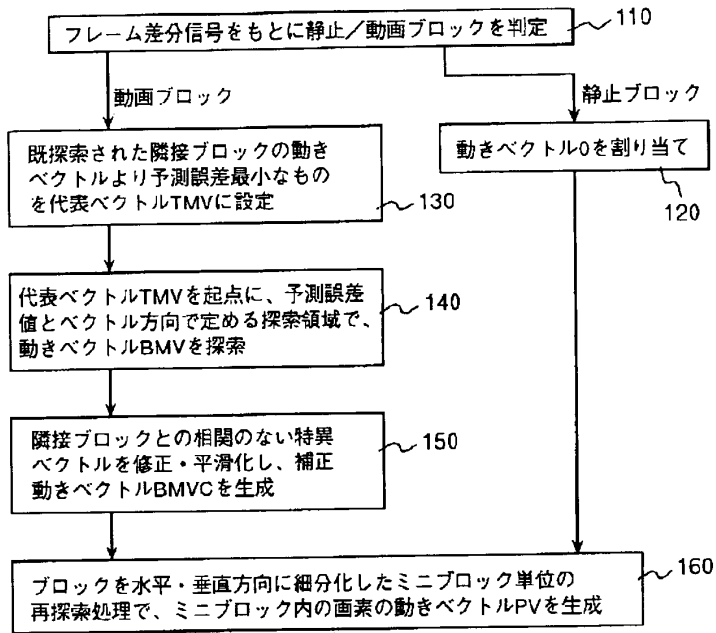 フレーム差分信号をもとに静止／動画ブロックを判定
110
動画ブロック
静止ブロック
既探索された隣接ブロックの動き
ベクトルより予測誤差最小なもの
を代表ベクトルTMVに設定
130
動きベクトル0を割り当て
120
代表ベクトルTMVを起点に、予測誤差
値とベクトル方向で定める探索領域で、
動きベクトルBMVを探索
140
隣接ブロックとの相関のない特異
ベクトルを修正・平滑化し、補正
動きベクトルBMVCを生成
150
ブロックを水平・垂直方向に細分化したミニブロック単位の
再探索処理で、ミニブロック内の画素の動きベクトルPVを生成
160